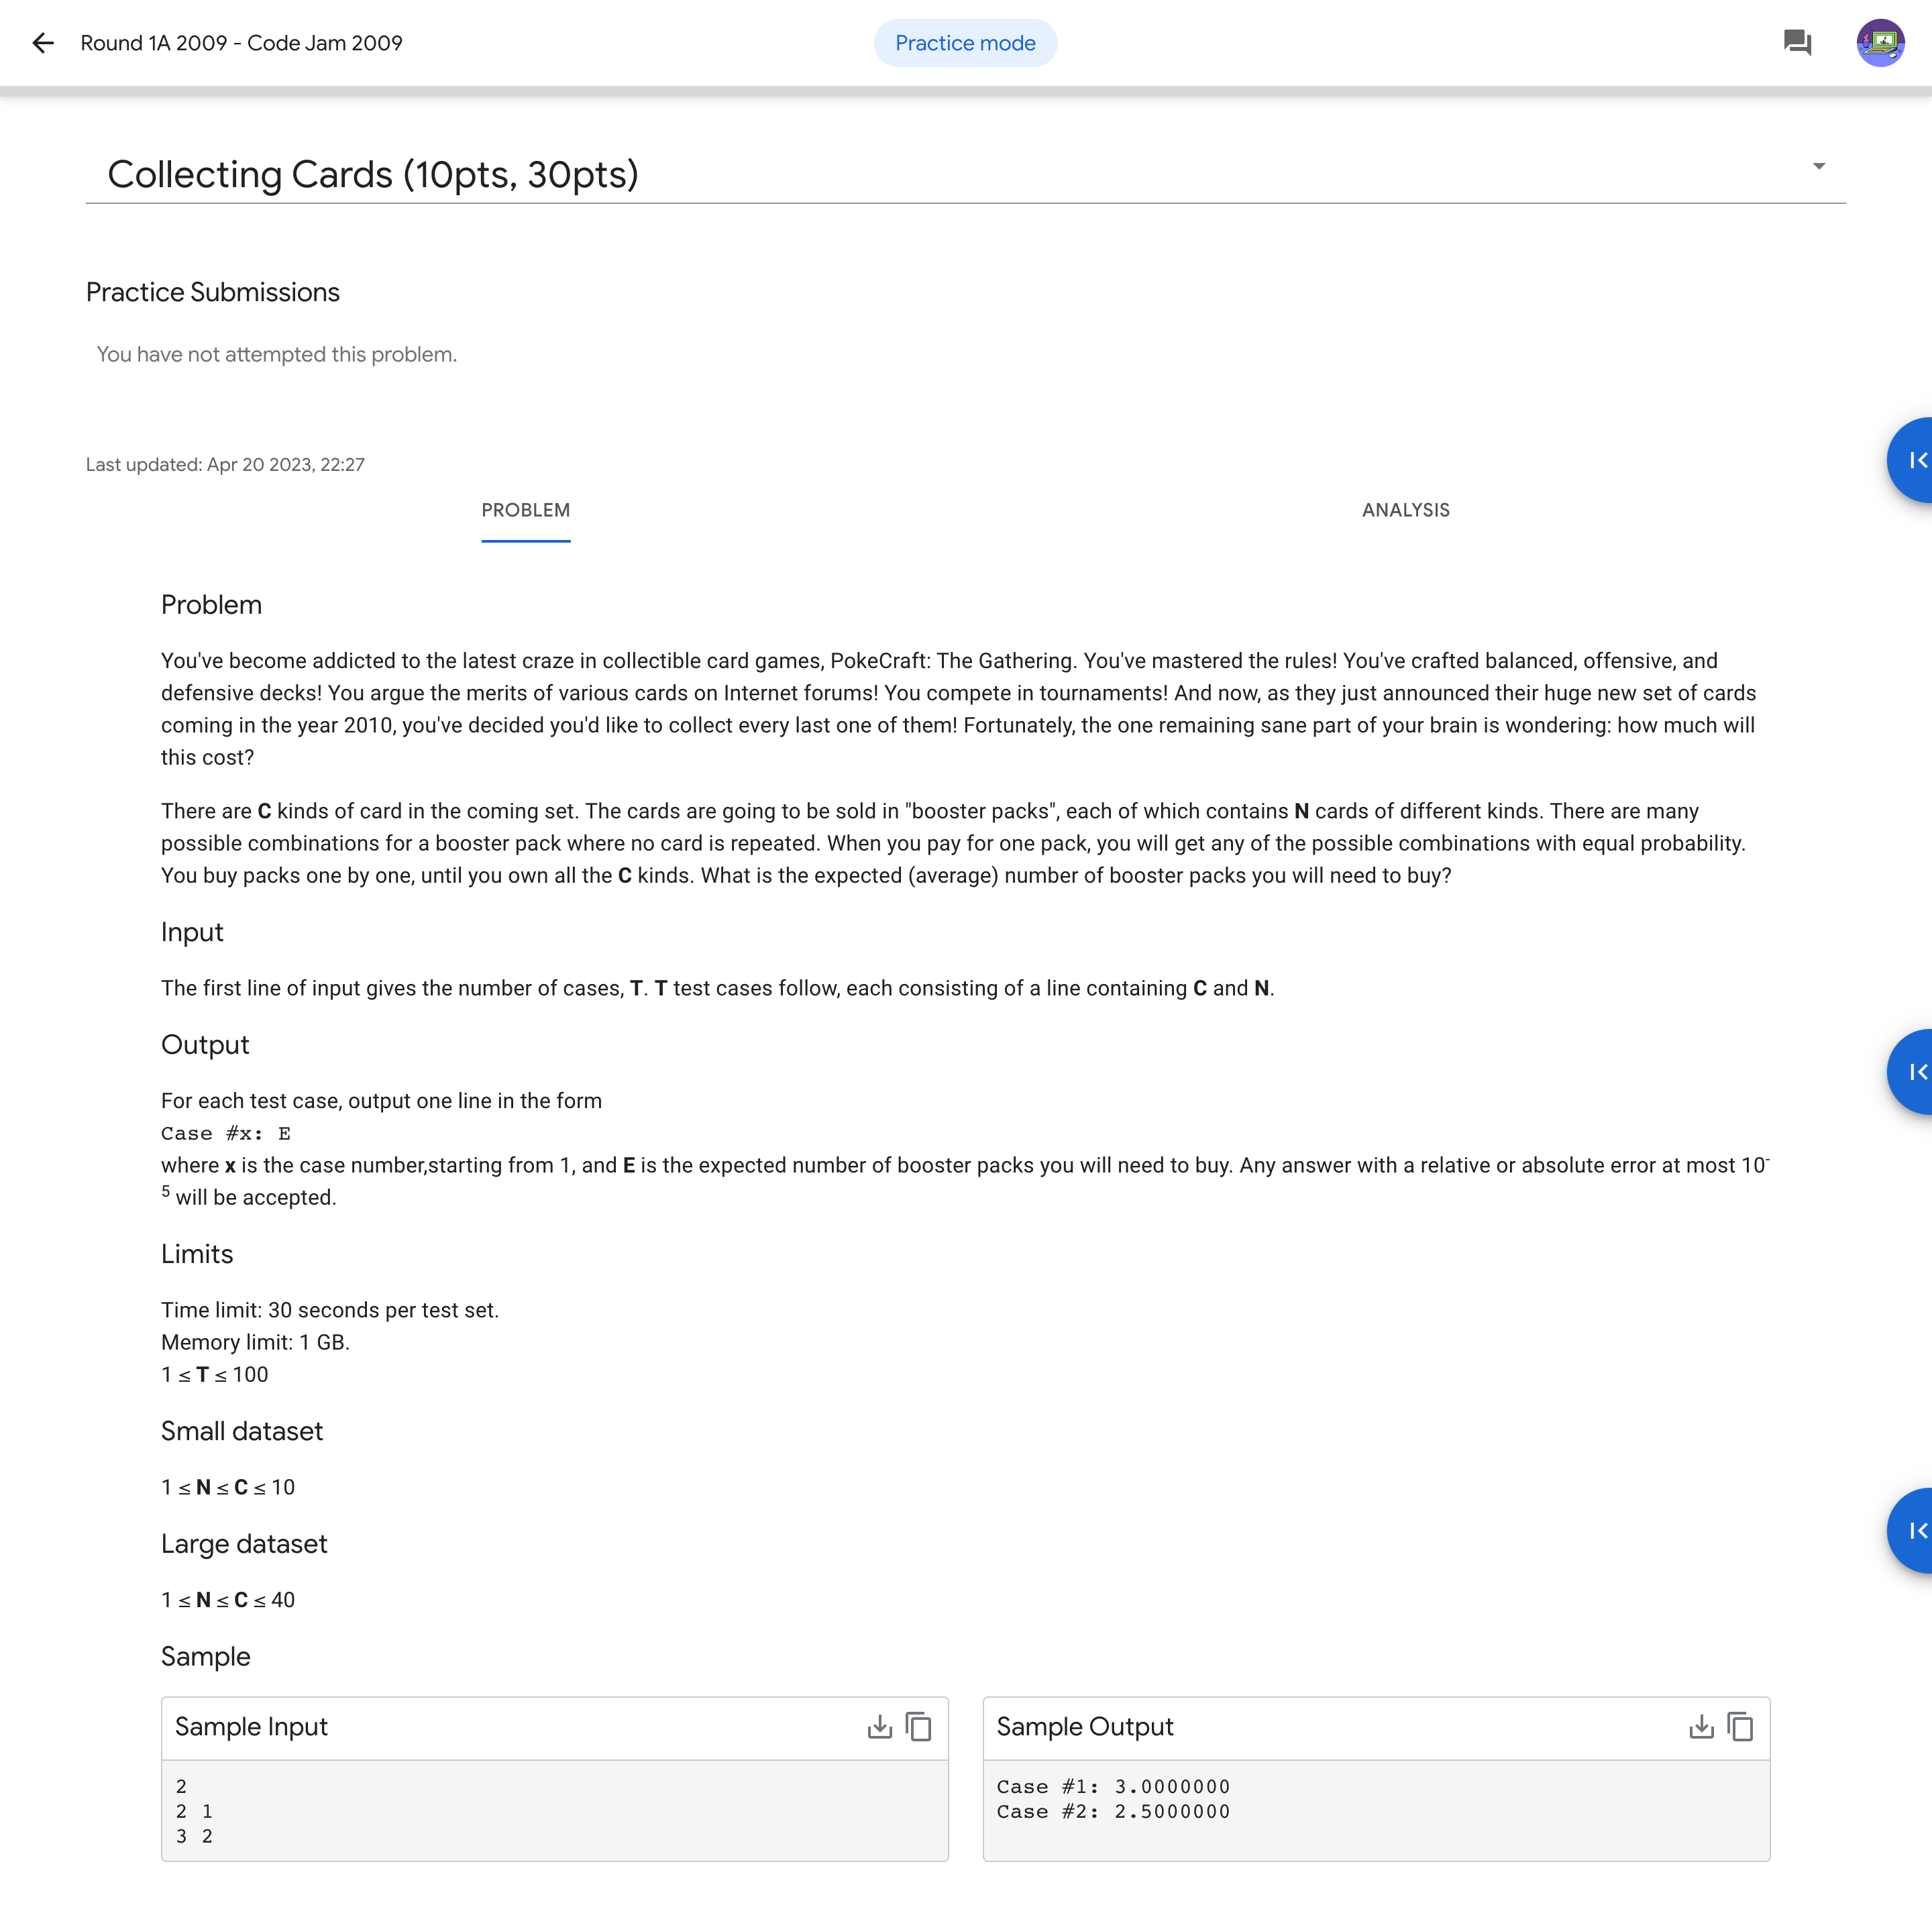 Round 1A 2009 - Code Jam 2009
Practice mode
Collecting Cards (10pts, 30pts)
Practice Submissions
You have not attempted this problem.
Last updated: Apr 20 2023, 22:27
PROBLEM
ANALYSIS
Problem
You've become addicted to the latest craze in collectible card games, PokeCraft: The Gathering. You've mastered the rules! You've crafted balanced, offensive, and
defensive decks! You argue the merits of various cards on Internet forums! You compete in tournaments! And now, as they just announced their huge new set of cards
coming in the year 2010, you've decided you'd like to collect every last one of them! Fortunately, the one remaining sane part of your brain is wondering: how much will
this cost?
There are C kinds of card in the coming set. The cards are going to be sold in "booster packs", each of which contains N cards of different kinds. There are many
possible combinations for a booster pack where no card is repeated. When you pay for one pack, you will get any of the possible combinations with equal probability.
You buy packs one by one, until you own all the C kinds. What is the expected (average) number of booster packs you will need to buy?
Input
The first line of input gives the number of cases, T. T test cases follow, each consisting of a line containing C and N.
Output
For each test case, output one line in the form
Case #x: E
where x is the case number,starting from 1, and E is the expected number of booster packs you will need to buy. Any answer with a relative or absolute error at most 10-
5 will be accepted.
Limits
Time limit: 30 seconds per test set.
Memory limit: 1 GB.
1 ≤ T ≤ 100
Small dataset
1 ≤ N ≤ C ≤ 10
Large dataset
1 ≤ N ≤ C ≤ 40
Sample
Sample Input
2
2 1
3 2
Sample Output
Case #1: 3.0000000
Case #2: 2.5000000